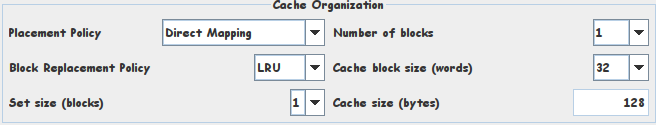 Cache Organization
Placement Policy Direct Mapping Number of blocks 1
Block Replacement Policy LRU Cache block size (words) 32
Set size (blocks) 1 Cache size (bytes) 128